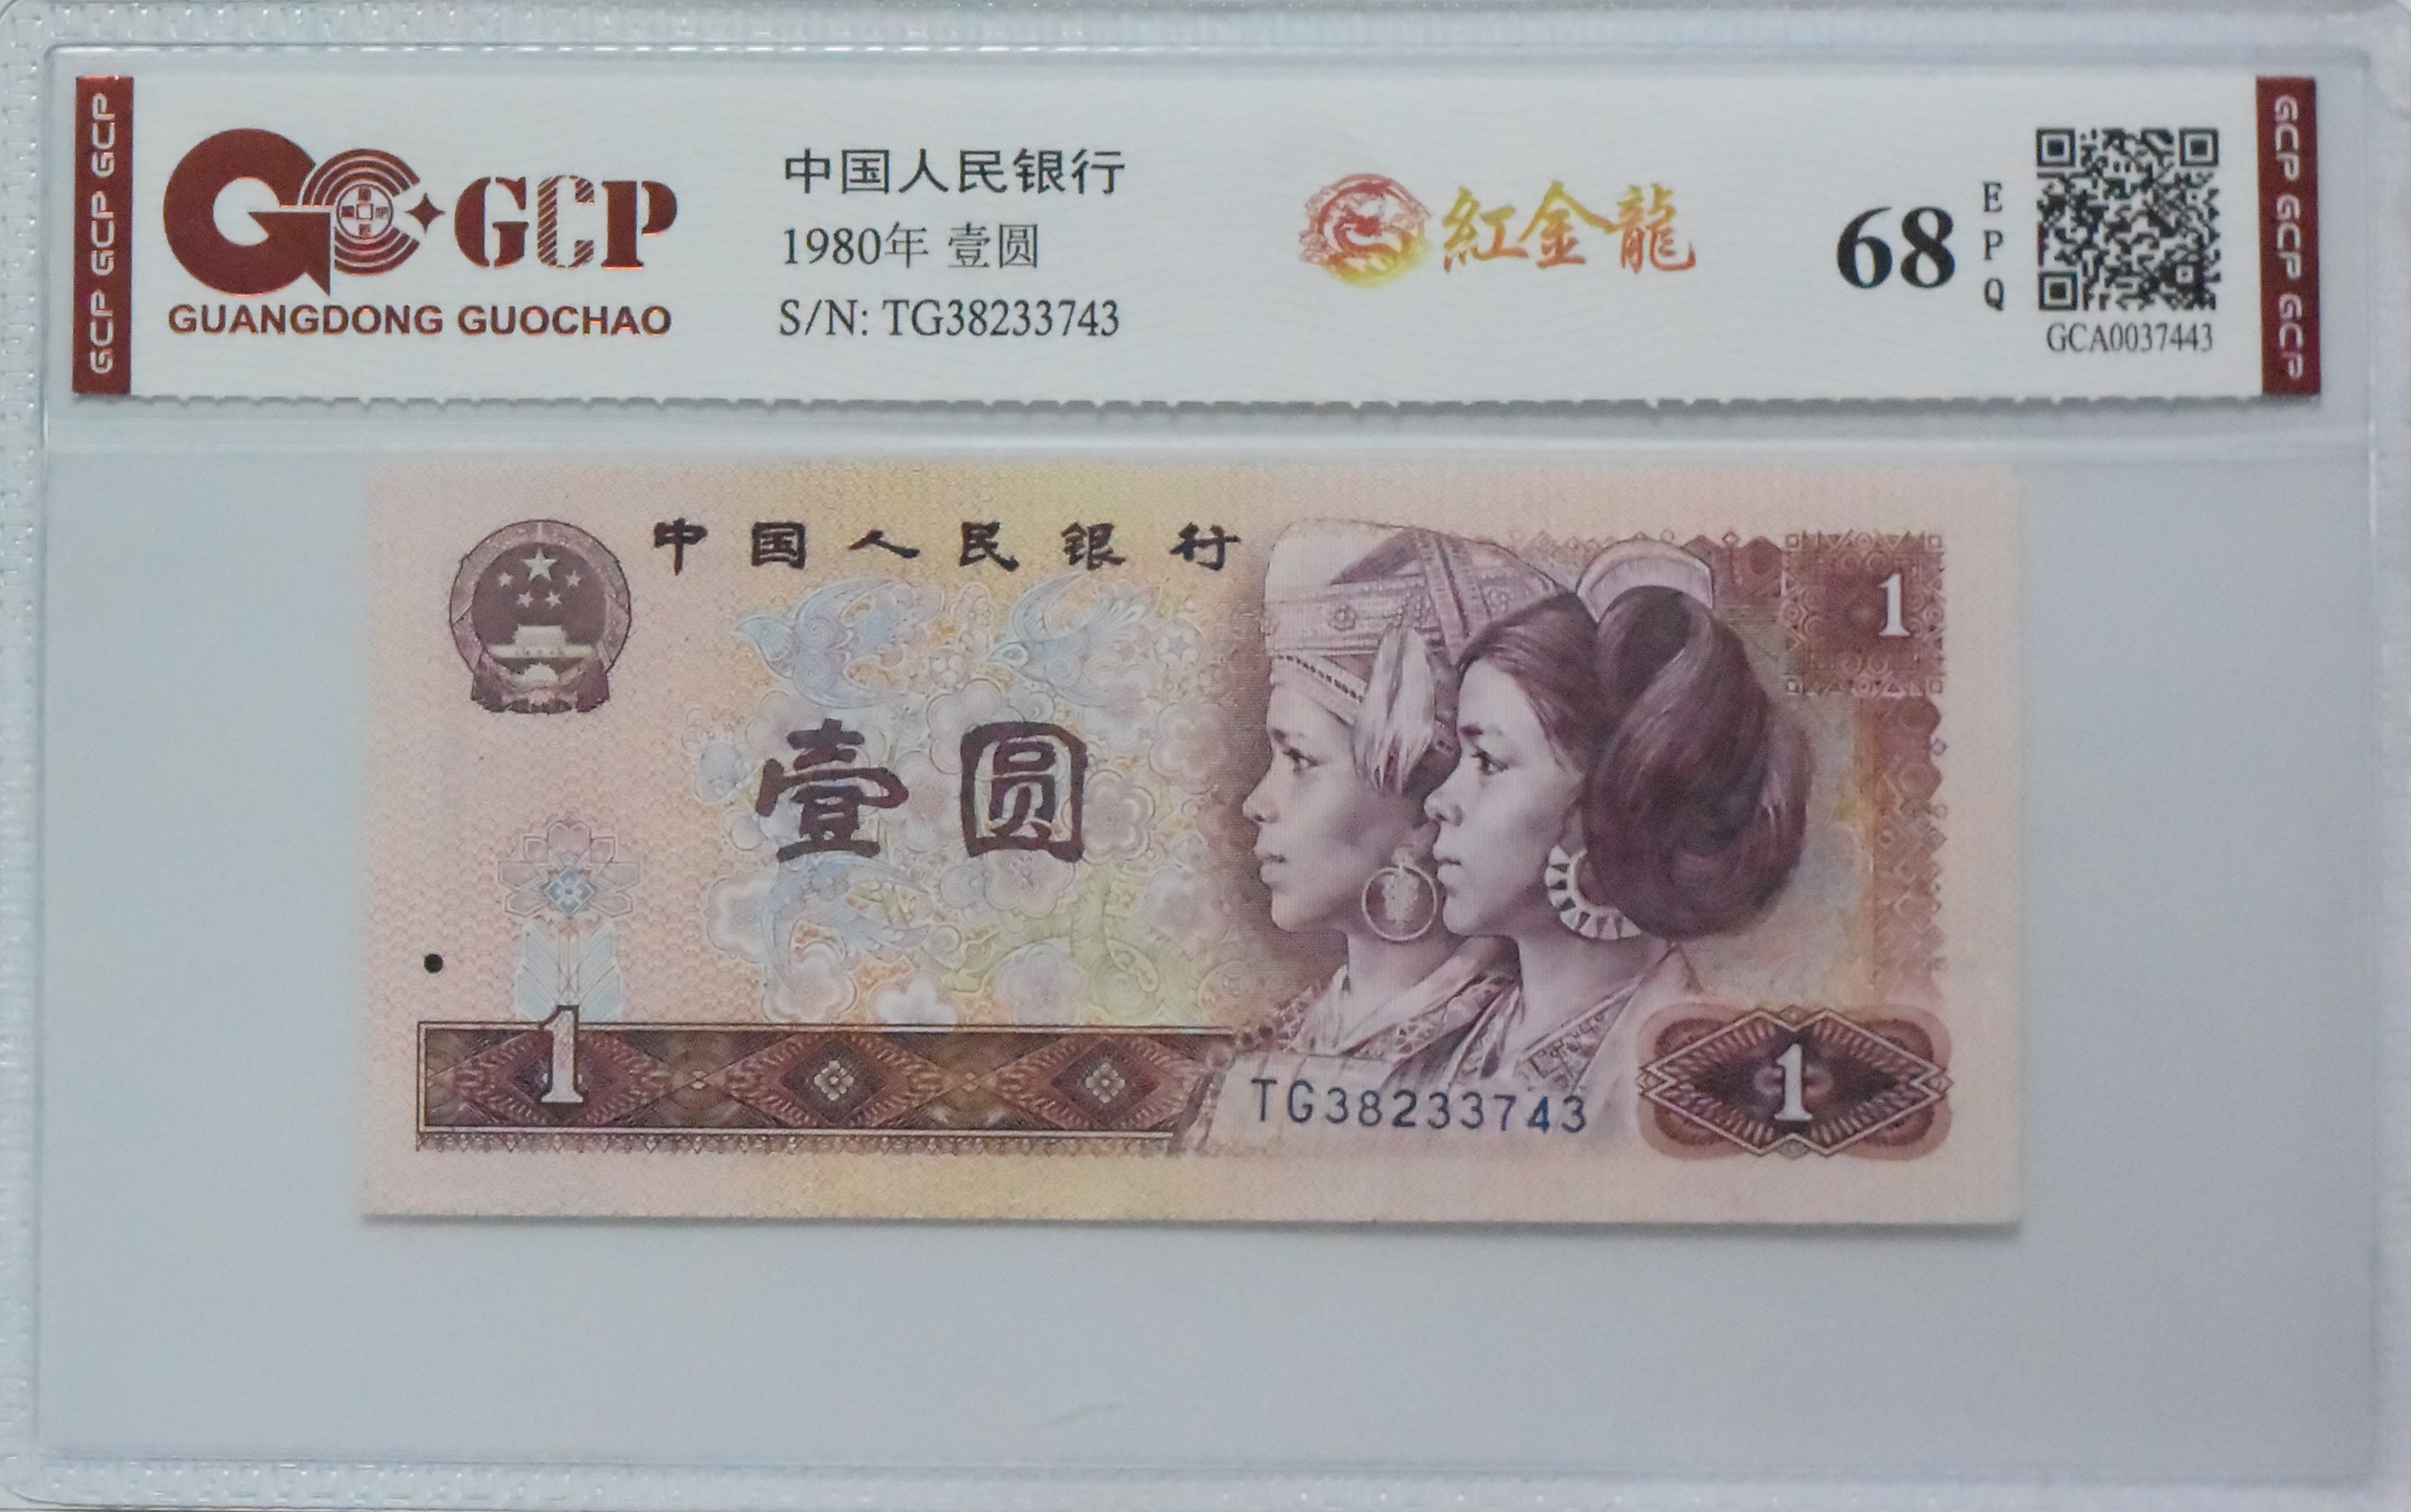 GCP GCP GCP
GCP
GUANGDONG GUOCHAO
中国人民银行
1980年 壹圆
S/N: TG38233743
紅金龍
68
EPQ
GCA0037443
GCP GCP GCP
中国人民银行
1
壹圆
1
TG38233743
1